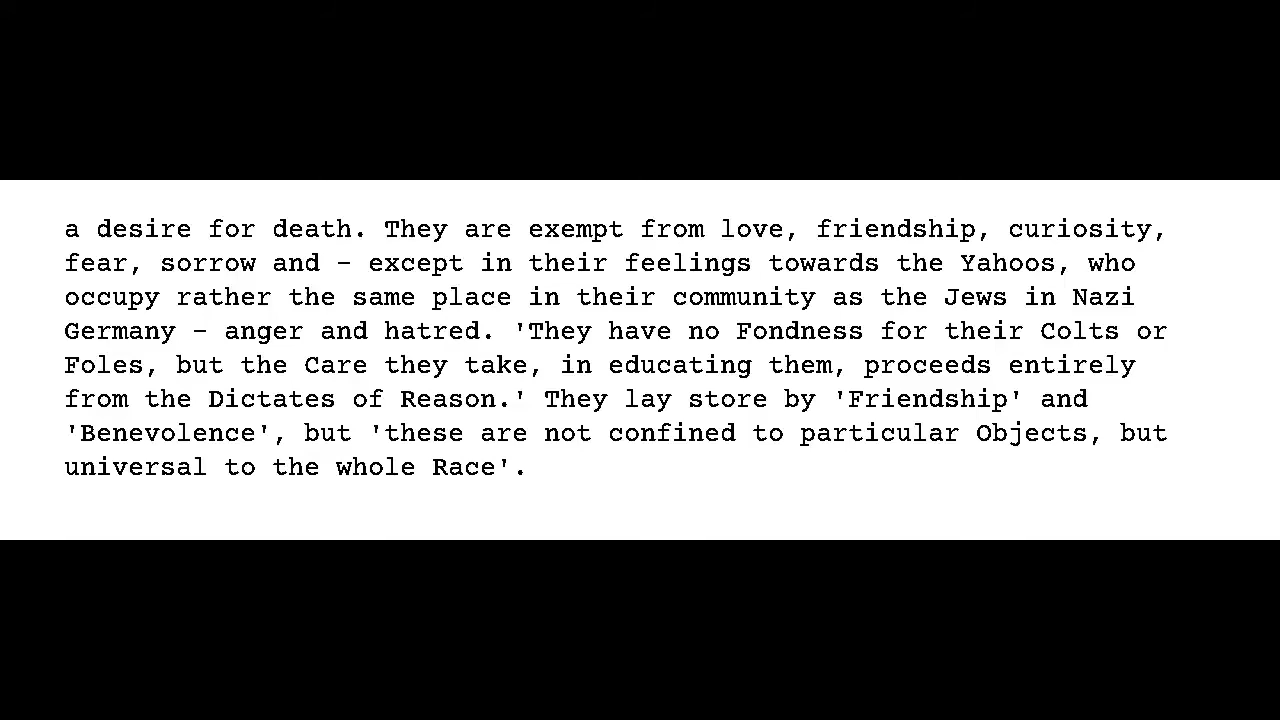 a desire for death. They are exempt from love, friendship, curiosity,
fear, sorrow and – except in their feelings towards the Yahoos, who
occupy rather the same place in their community as the Jews in Nazi
Germany – anger and hatred. 'They have no Fondness for their Colts or
Foles, but the Care they take, in educating them, proceeds entirely
from the Dictates of Reason.' They lay store by 'Friendship' and
'Benevolence', but 'these are not confined to particular Objects, but
universal to the whole Race'.